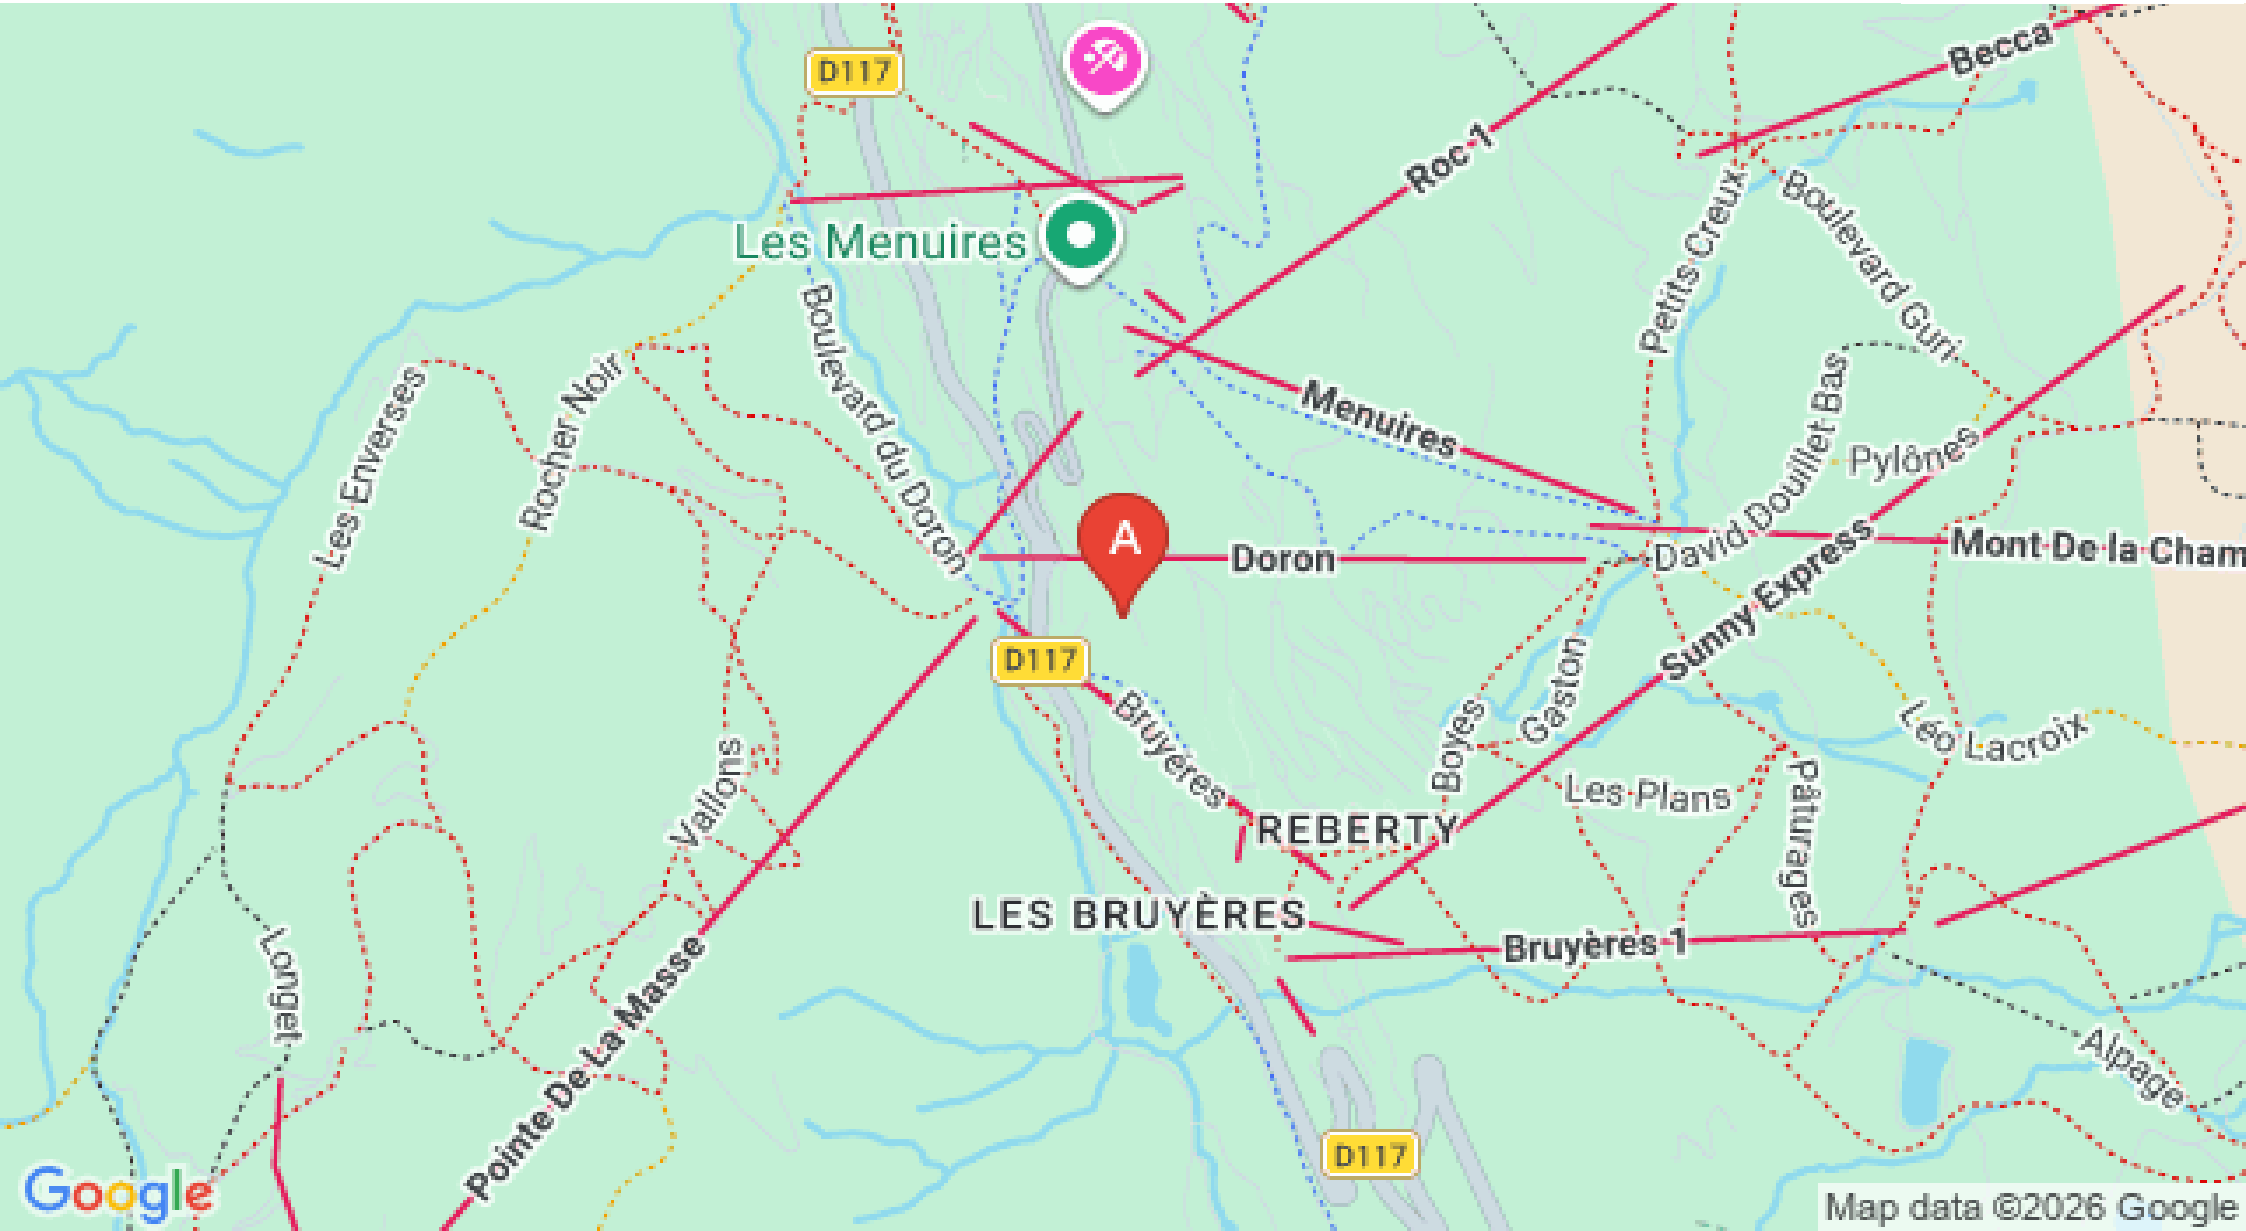 D117
Becca
Roc 1
Les Menuires
Petits Creux
Boulevard Guri
Boulevard du Doron
Menuires
Les Enverses
Rocher Noir
David Douillet Bas
Pylônes
A
Doron
Mont De la Cham
Sunny Express
D117
Bruyères
Gaston
Boyes
Léo Lacroix
Les Plans
Pâturages
Vallons
REBERTY
LES BRUYÈRES
Bruyères 1
Longet
Pointe De La Masse
Alpage
D117
Google
Map data ©2026 Google